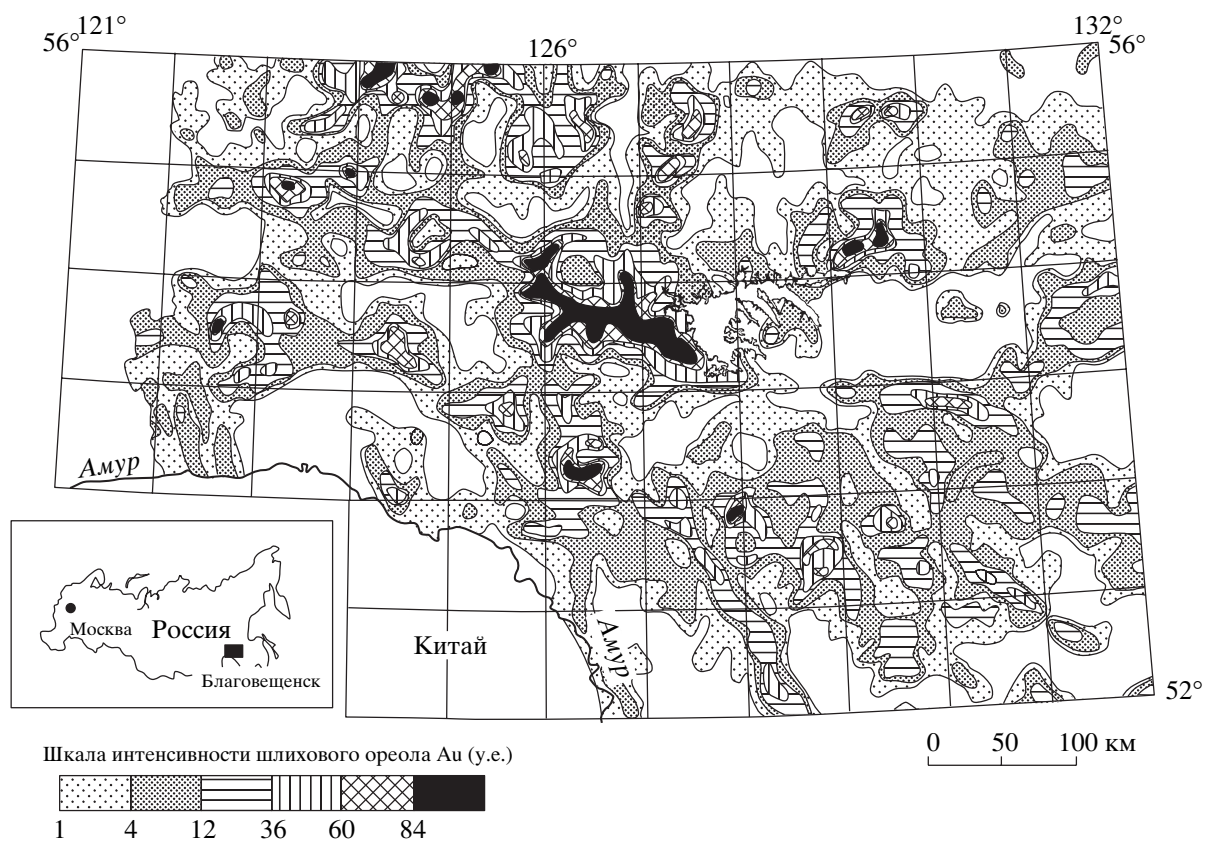 121°
132°
56°
126°
56°
Амур
Москва
Россия
Благовещенск
Китай
Амур
52°
Шкала интенсивности шлихового ореола Au (у.е.)
1 4 12 36 60 84
0 50 100 км